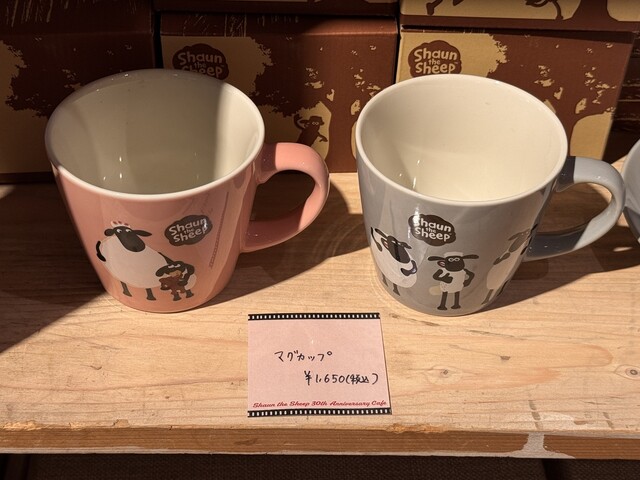 Shaun
the
Sheep
Shaun
the
Sheep
Shaun
the
Sheep
Shaun
the
Sheep
マグカップ
¥1,650(税込)
Shaun the Sheep 30th Anniversary Cafe